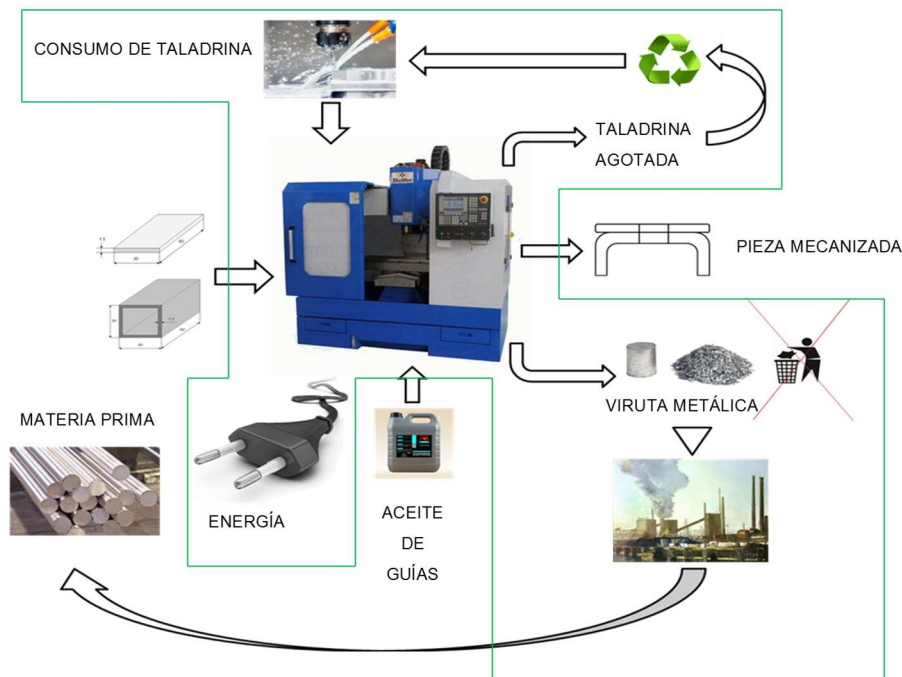 CONSUMO DE TALADRINA
TALADRINA
AGOTADA
PIEZA MECANIZADA
VIRUTA METÁLICA
MATERIA PRIMA
ENERGÍA
ACEITE
DE
GUÍAS